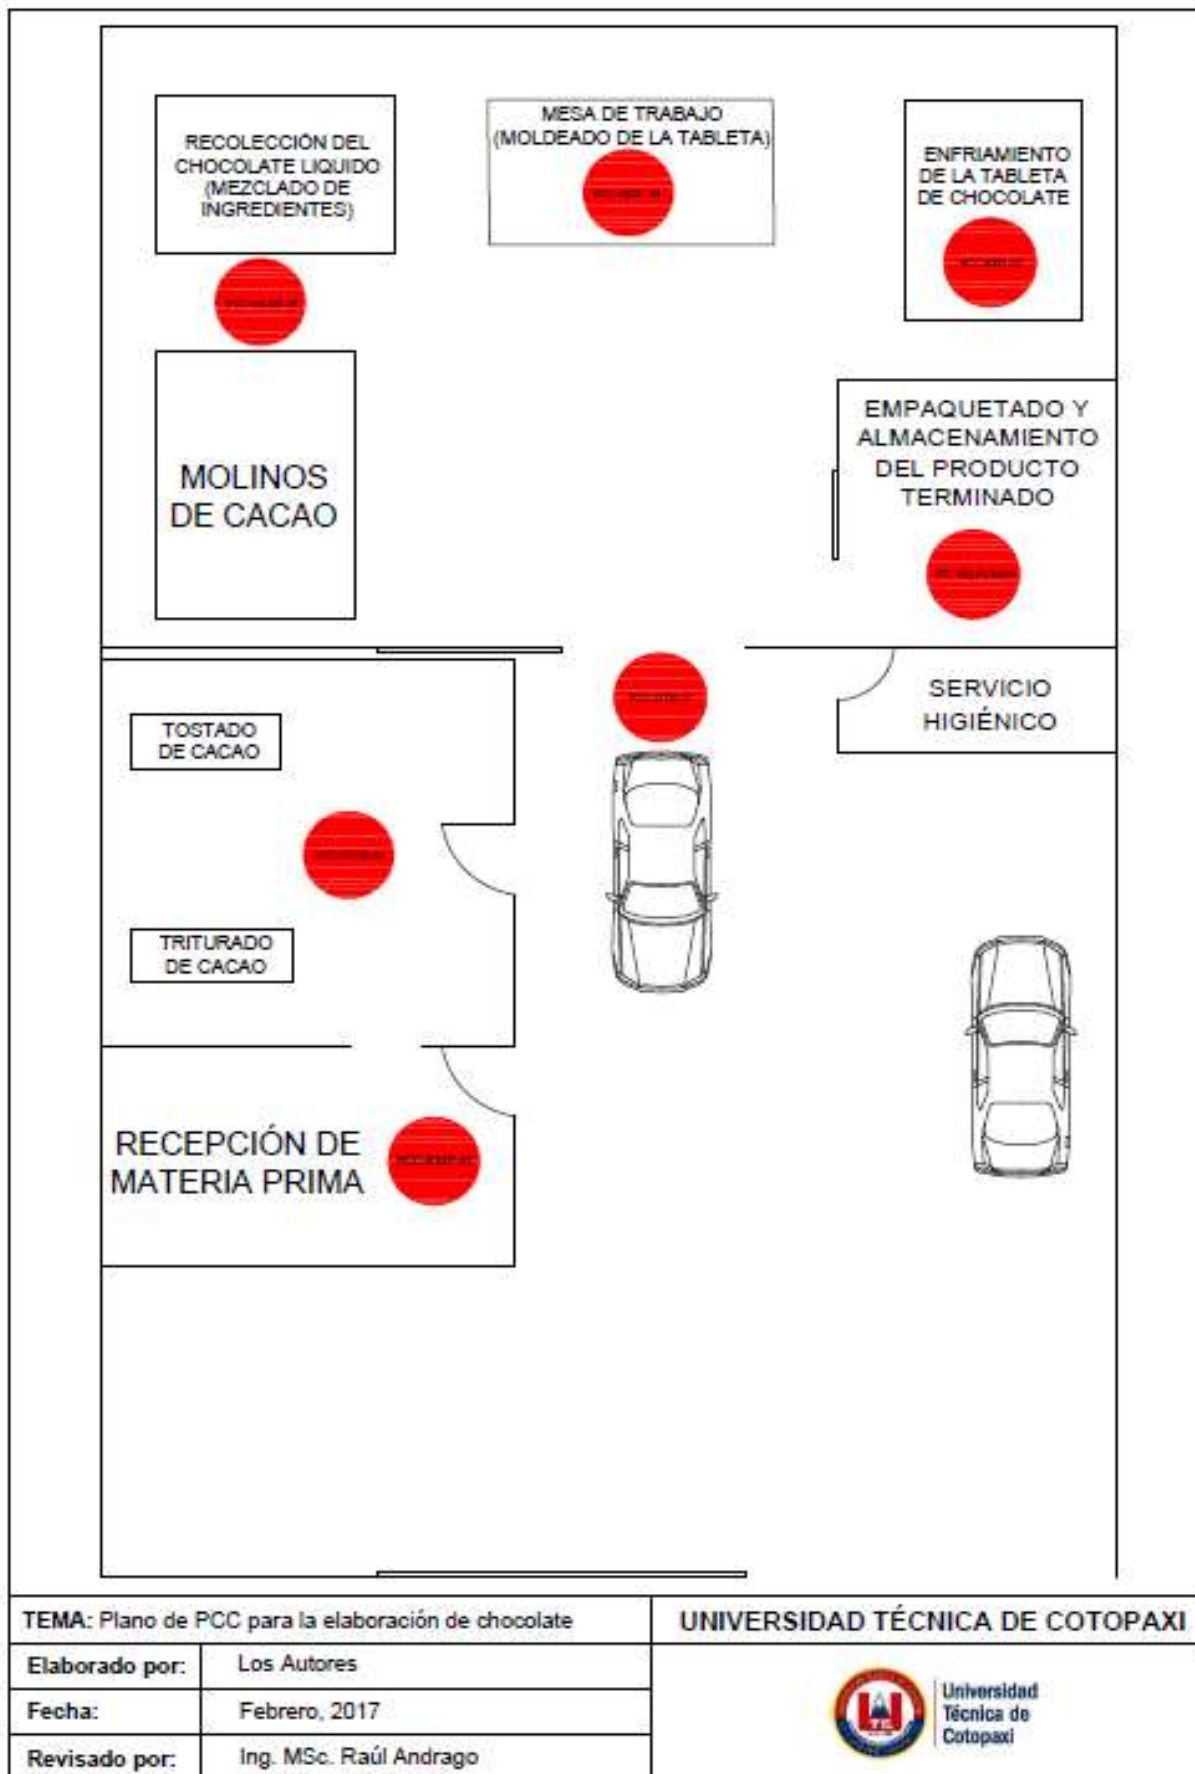 RECOLECCIÓN DEL
CHOCOLATE LIQUIDO
(MEZCLADO DE
INGREDIENTES)
MESA DE TRABAJO
(MOLDEADO DE LA TABLETA)
ENFRIAMIENTO
DE LA TABLETA
DE CHOCOLATE
MOLINOS
DE CACAO
EMPAQUETADO Y
ALMACENAMIENTO
DEL PRODUCTO
TERMINADO
SERVICIO
HIGIÉNICO
TOSTADO
DE CACAO
TRITURADO
DE CACAO
RECEPCIÓN DE
MATERIA PRIMA
TEMA: Plano de PCC para la elaboración de chocolate
UNIVERSIDAD TÉCNICA DE COTOPAXI
Elaborado por: Los Autores
Fecha: Febrero, 2017
Revisado por: Ing. MSc. Raúl Andrago
Universidad
Técnica de
Cotopaxi